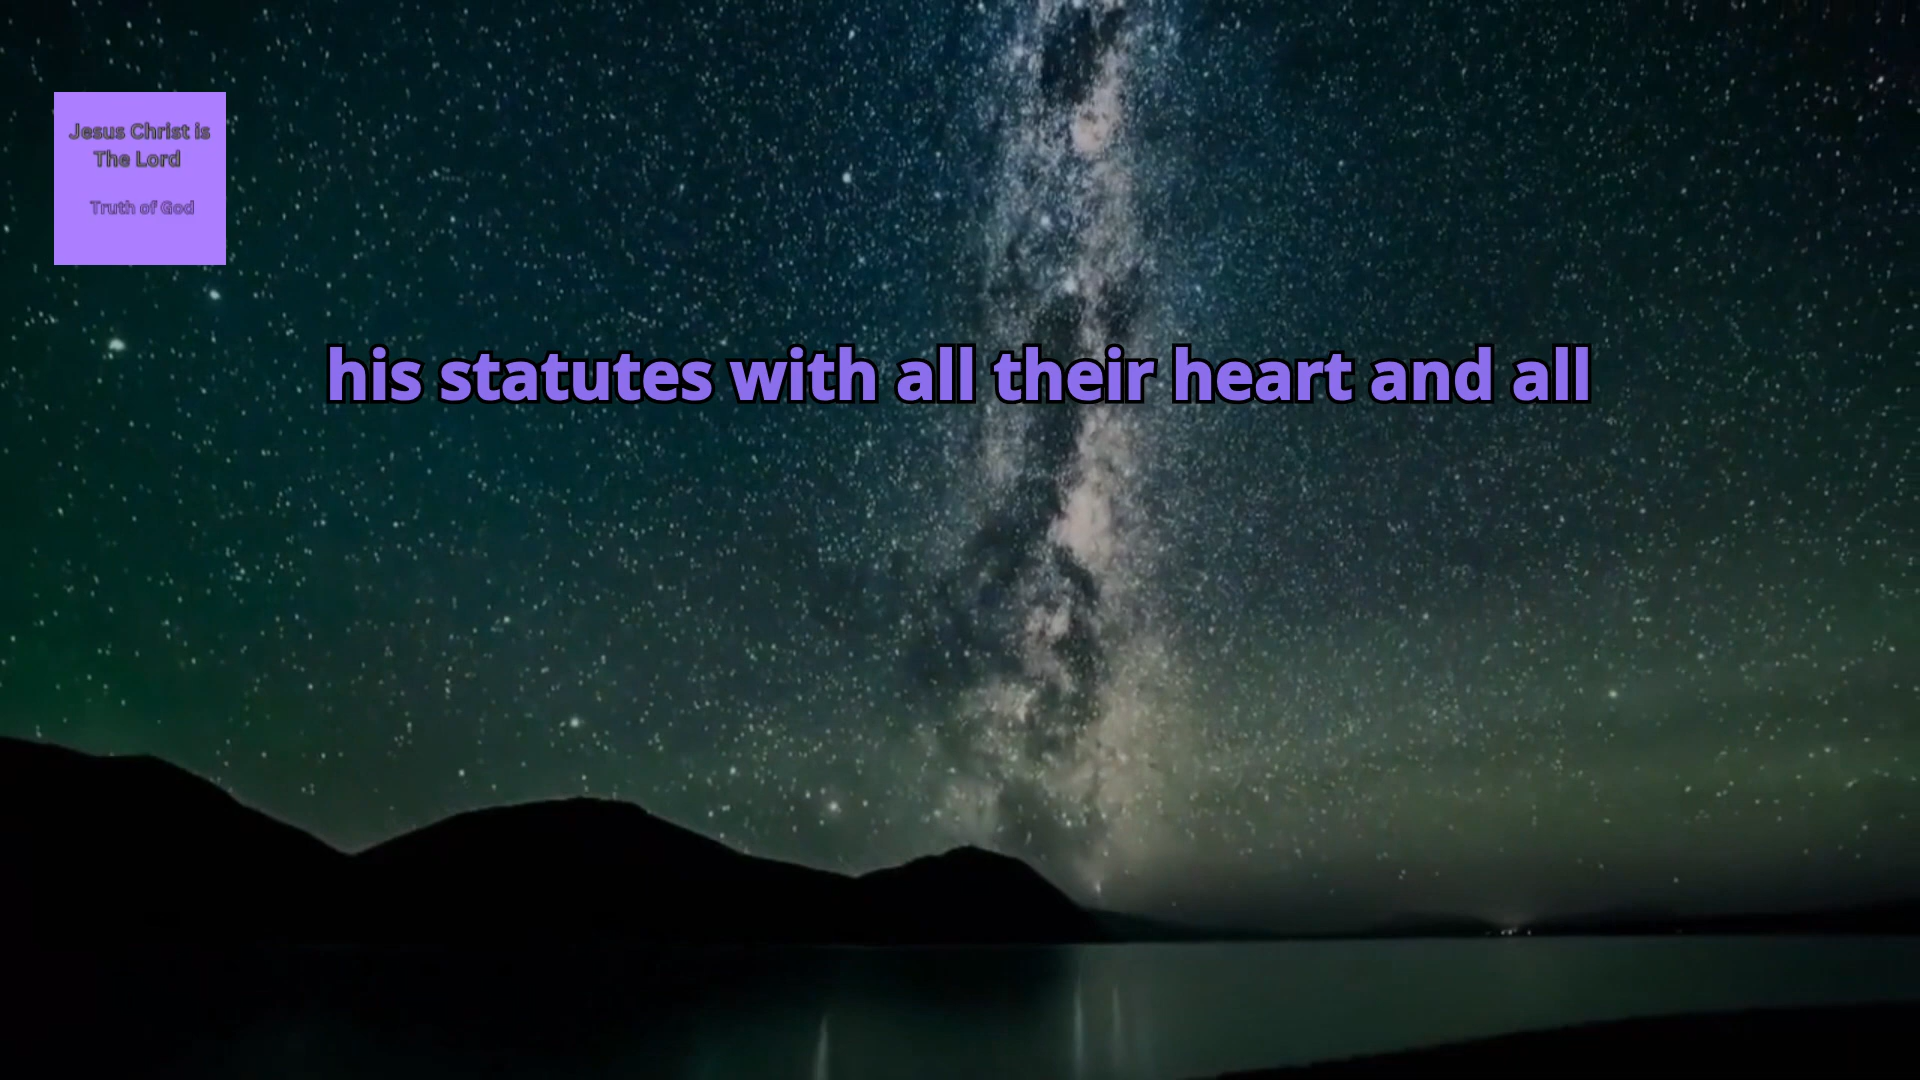 Jesus Christ is
The Lord
Truth of God
his statutes with all their heart and all